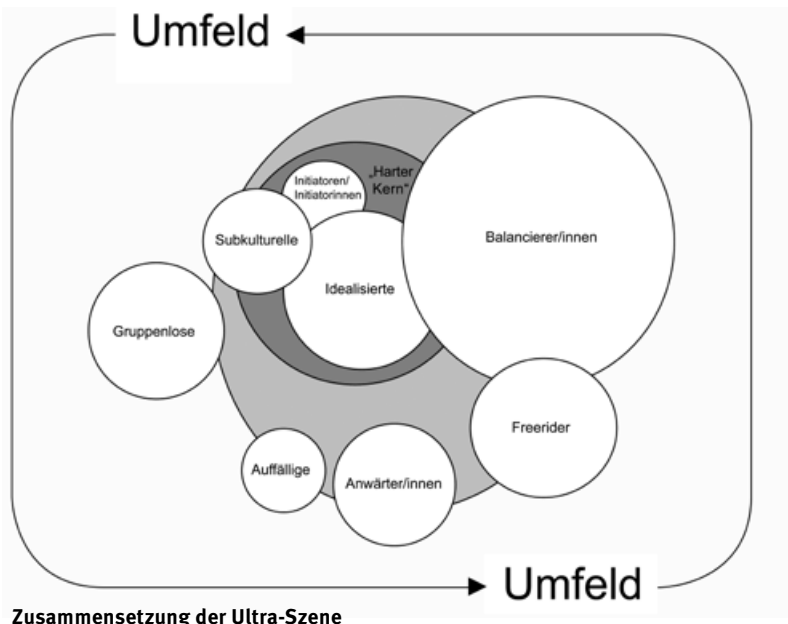 Umfeld
„Harter
Kern“
Initiatoren/
Initiatorinnen
Subkulturelle
Balancierer/innen
Idealisierte
Gruppenlose
Freerider
Auffällige
Anwärter/innen
Umfeld
Zusammensetzung der Ultra-Szene